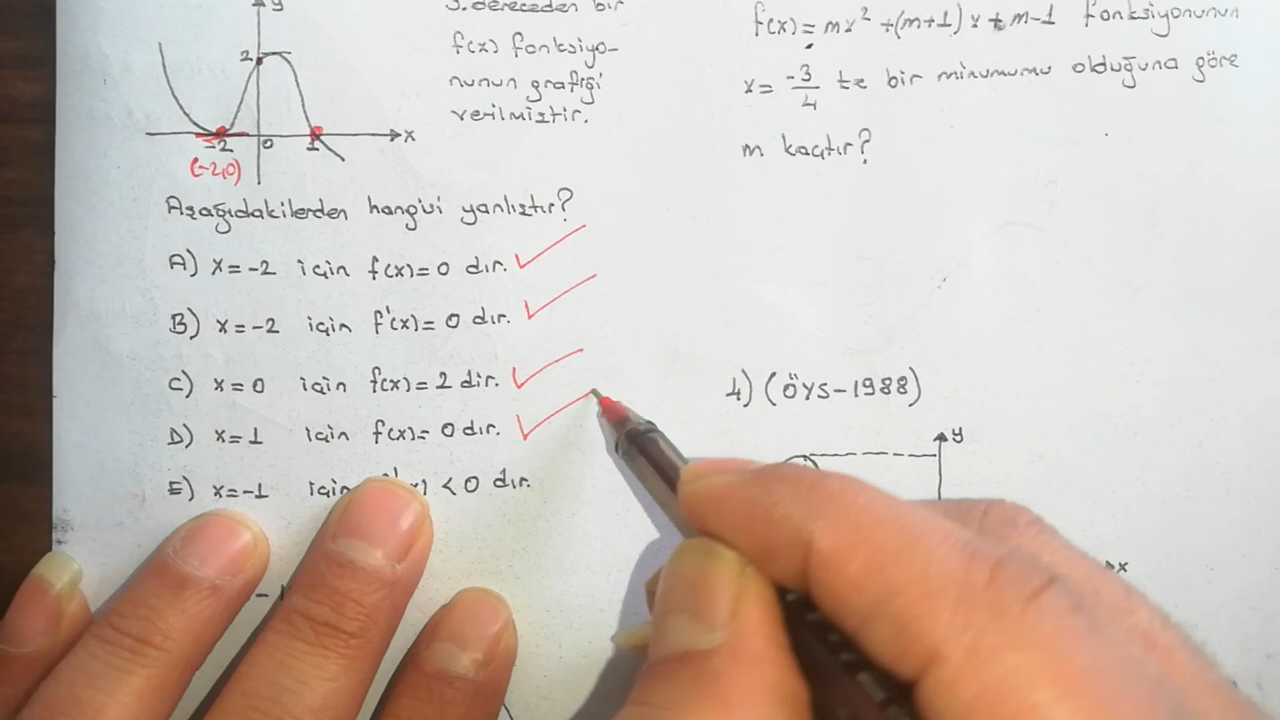 y
2
-2
0
1
x
(-2,0)
3. dereceden bir
f(x) fonksiyo-
nunun grafiği
verilmiştir.
Aşağıdakilerden hangisi yanlıştır?
A) x=-2 için f(x)=0 dır.
B) x=-2 için f'(x)=0 dır.
C) x=0 için f(x)=2 dir.
D) x=1 için f(x)=0 dır.
E) x=-1 için <0 dır.
f(x)=mx²+(m+1)x+m-1 fonksiyonunun
x=-3/4 te bir minumumu olduğuna göre
m kaçtır?
4) (ÖYS-1988)
y
x